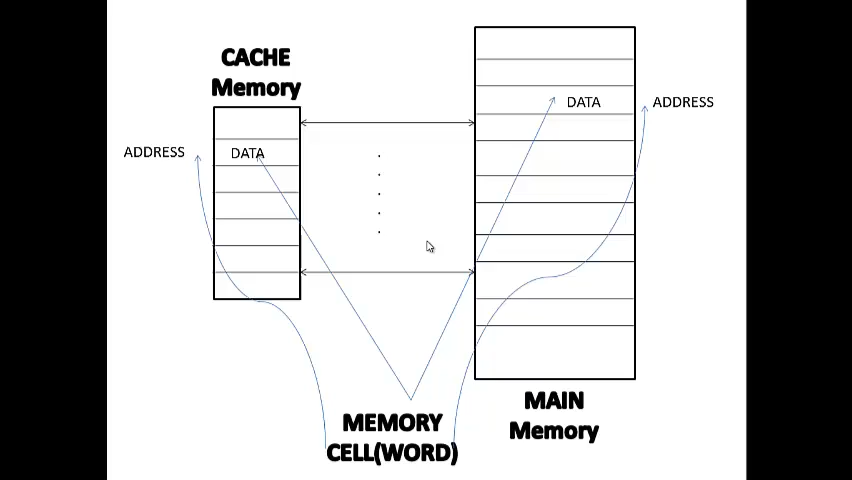 CACHE
Memory
ADDRESS
DATA
DATA
ADDRESS
MEMORY
CELL(WORD)
MAIN
Memory